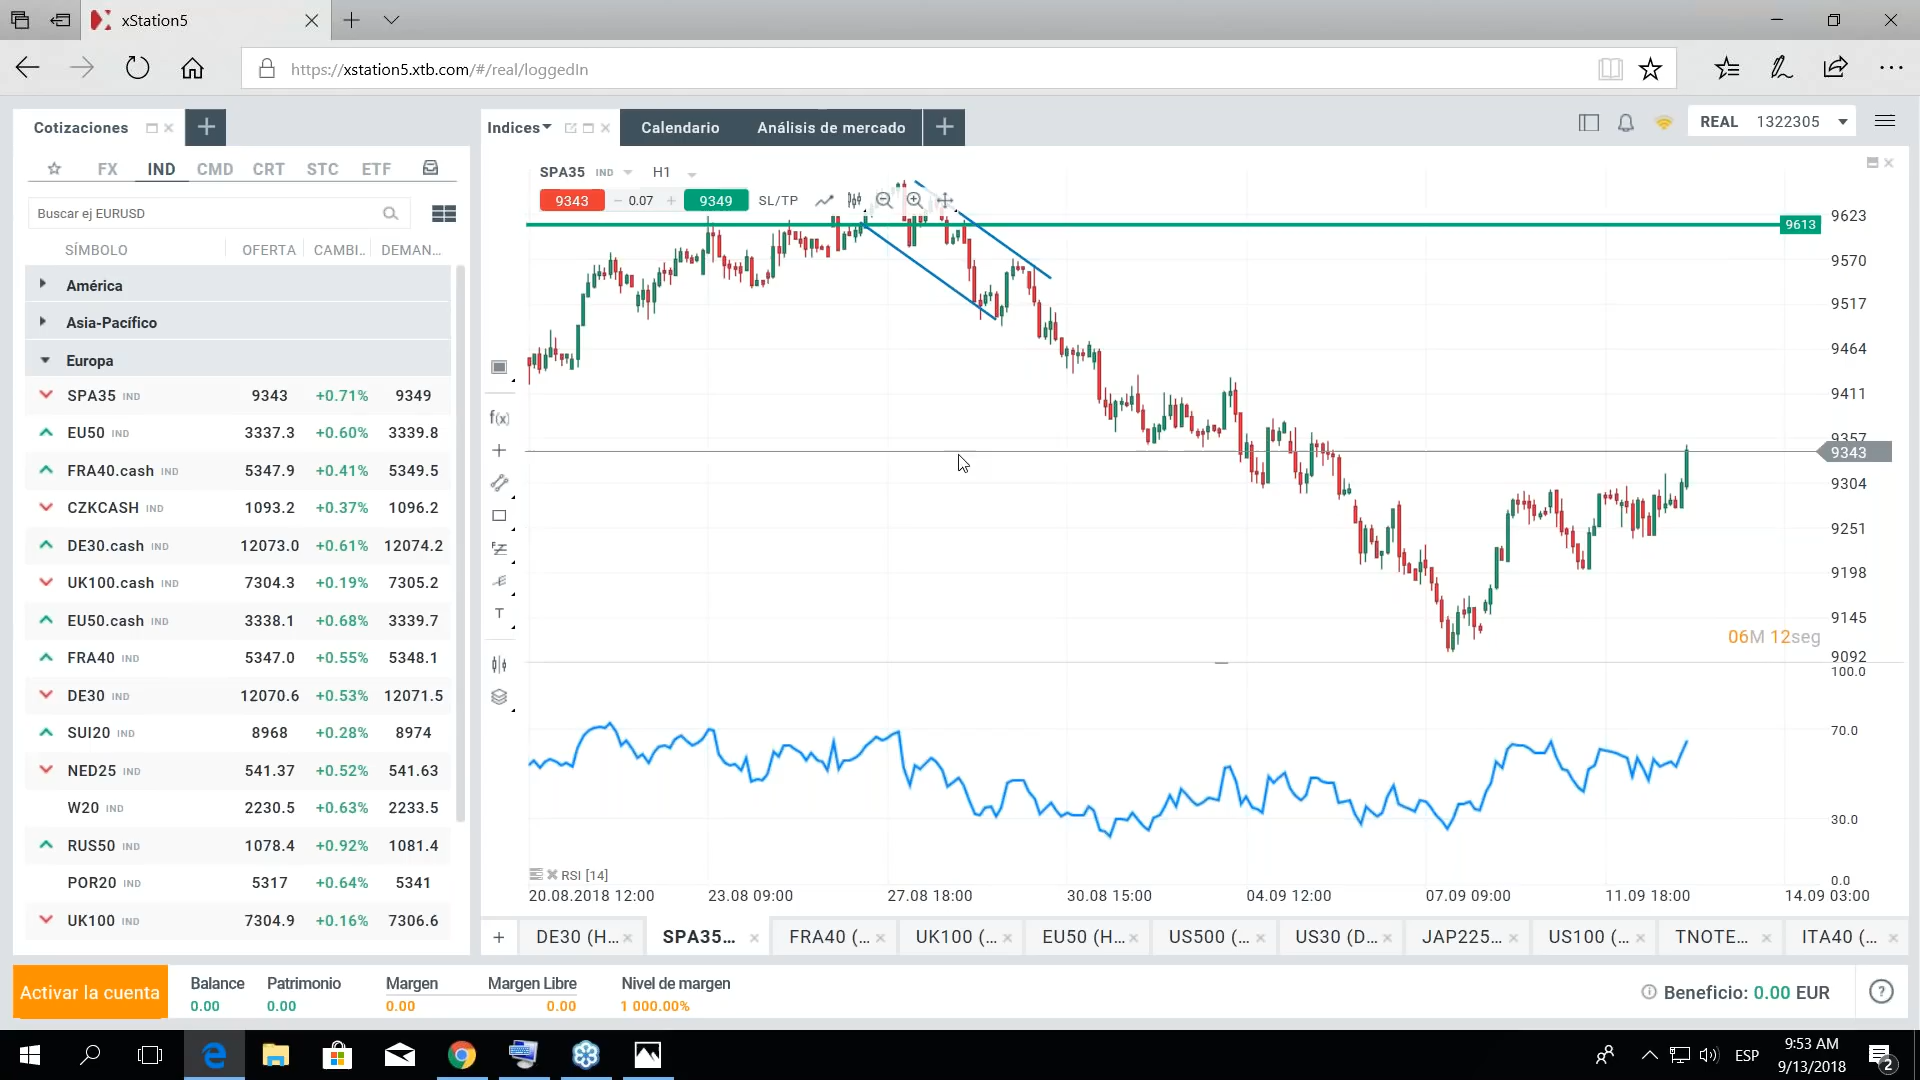 xStation5
https://xstation5.xtb.com/#/real/loggedIn
Cotizaciones
Indices
Calendario
Análisis de mercado
REAL 1322305
FX IND CMD CRT STC ETF
Buscar ej EURUSD
SÍMBOLO OFERTA CAMBI.. DEMAN...
América
Asia-Pacífico
Europa
SPA35 IND 9343 +0.71% 9349
EU50 IND 3337.3 +0.60% 3339.8
FRA40.cash IND 5347.9 +0.41% 5349.5
CZKCASH IND 1093.2 +0.37% 1096.2
DE30.cash IND 12073.0 +0.61% 12074.2
UK100.cash IND 7304.3 +0.19% 7305.2
EU50.cash IND 3338.1 +0.68% 3339.7
FRA40 IND 5347.0 +0.55% 5348.1
DE30 IND 12070.6 +0.53% 12071.5
SUI20 IND 8968 +0.28% 8974
NED25 IND 541.37 +0.52% 541.63
W20 IND 2230.5 +0.63% 2233.5
RUS50 IND 1078.4 +0.92% 1081.4
POR20 IND 5317 +0.64% 5341
UK100 IND 7304.9 +0.16% 7306.6
SPA35 IND H1
9343 − 0.07 + 9349 SL/TP
f(x)
T
9623
9613
9570
9517
9464
9411
9357
9343
9304
9251
9198
9145
06M 12seg
9092
100.0
70.0
30.0
0.0
RSI [14]
20.08.2018 12:00 23.08 09:00 27.08 18:00 30.08 15:00 04.09 12:00 07.09 09:00 11.09 18:00 14.09 03:00
+ DE30 (H... SPA35... FRA40 (... UK100 (... EU50 (H... US500 (... US30 (D... JAP225... US100 (... TNOTE... ITA40 (...
Activar la cuenta
Balance Patrimonio Margen Margen Libre Nivel de margen
0.00 0.00 0.00 0.00 1 000.00%
Beneficio: 0.00 EUR
?
ESP
9:53 AM
9/13/2018
2